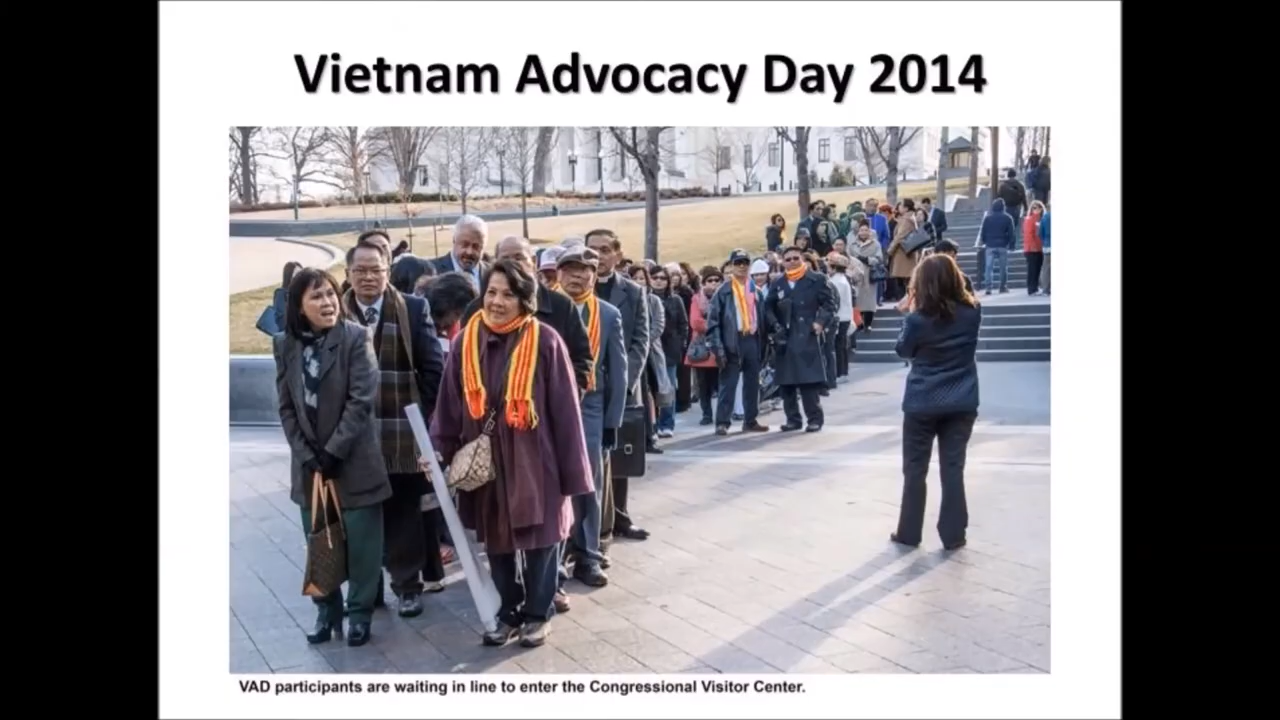 Vietnam Advocacy Day 2014
VAD participants are waiting in line to enter the Congressional Visitor Center.